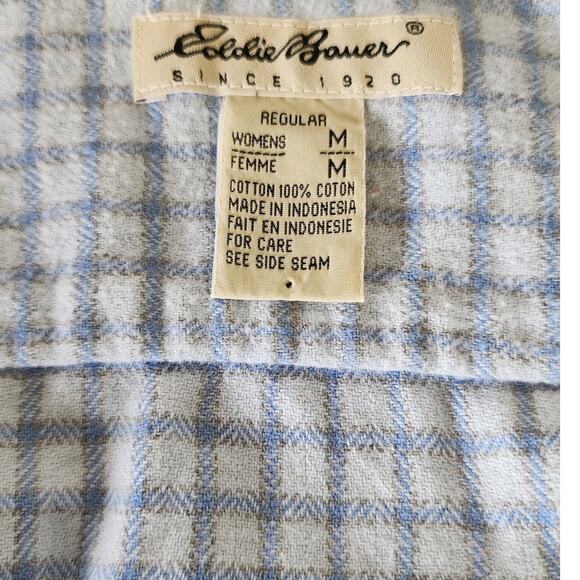 Eddie Bauer®
SINCE 1920
REGULAR
WOMENS M
FEMME M
COTTON 100% COTON
MADE IN INDONESIA
FAIT EN INDONESIE
FOR CARE
SEE SIDE SEAM